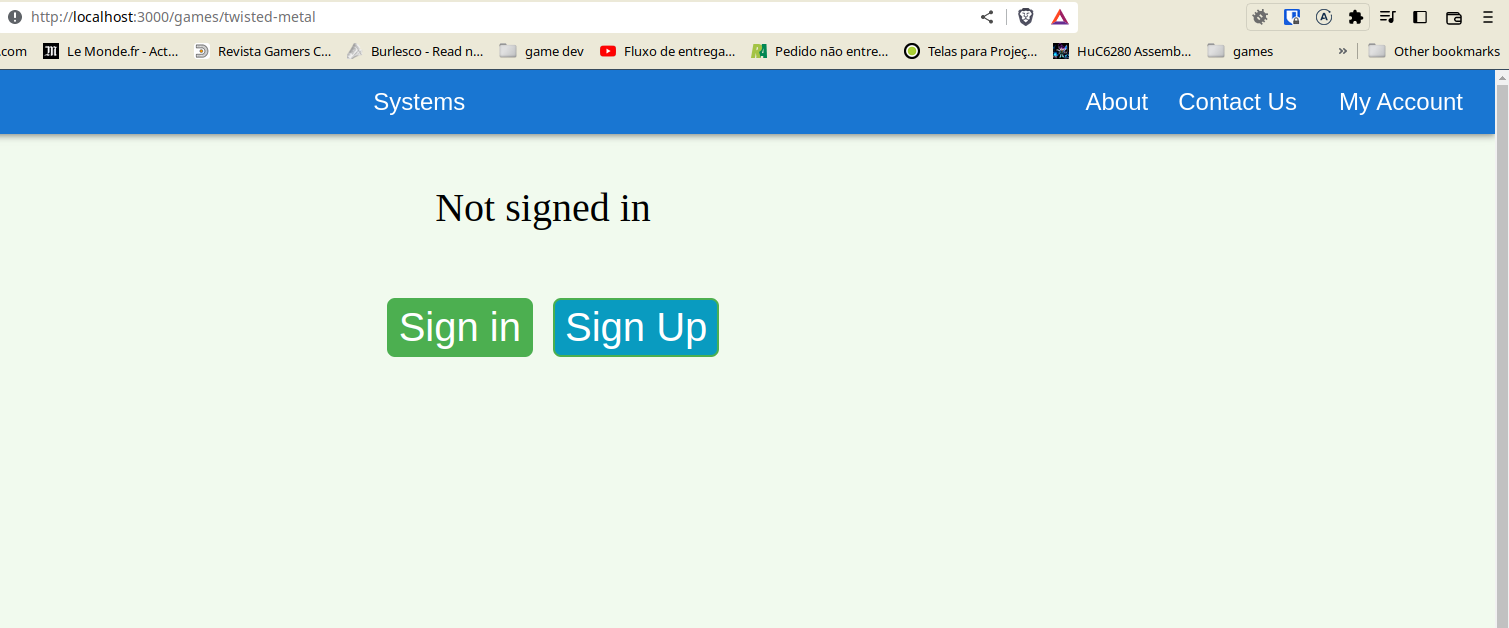 http://localhost:3000/games/twisted-metal
.com Le Monde.fr - Act... Revista Gamers C... Burlesco - Read n... game dev Fluxo de entrega... Pedido não entre... Telas para Projeç... HuC6280 Assemb... games » Other bookmarks
Systems About Contact Us My Account
Not signed in
Sign in Sign Up